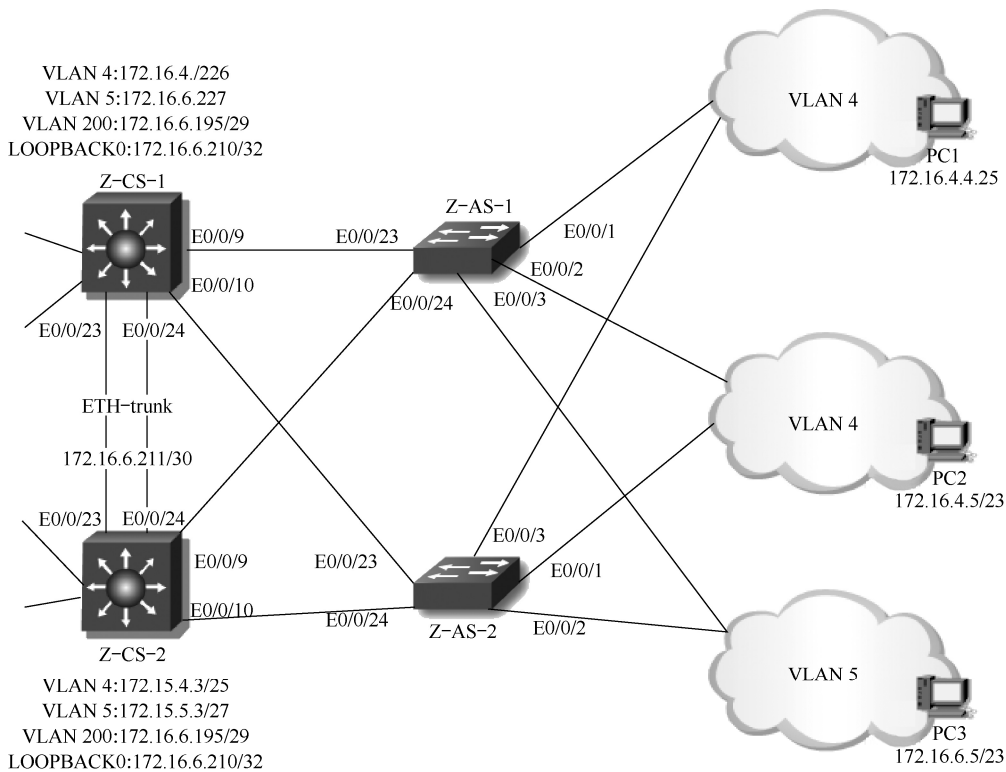 VLAN 4:172.16.4./226
VLAN 5:172.16.6.227
VLAN 200:172.16.6.195/29
LOOPBACK0:172.16.6.210/32
Z-CS-1
E0/0/9
E0/0/10
E0/0/23
E0/0/24
ETH-trunk
172.16.6.211/30
E0/0/23
E0/0/24
E0/0/9
E0/0/10
Z-CS-2
VLAN 4:172.15.4.3/25
VLAN 5:172.15.5.3/27
VLAN 200:172.16.6.195/29
LOOPBACK0:172.16.6.210/32
Z-AS-1
E0/0/23
E0/0/24
E0/0/1
E0/0/2
E0/0/3
E0/0/23
E0/0/24
E0/0/3
E0/0/1
E0/0/2
Z-AS-2
VLAN 4
PC1
172.16.4.4.25
VLAN 4
PC2
172.16.4.5/23
VLAN 5
PC3
172.16.6.5/23